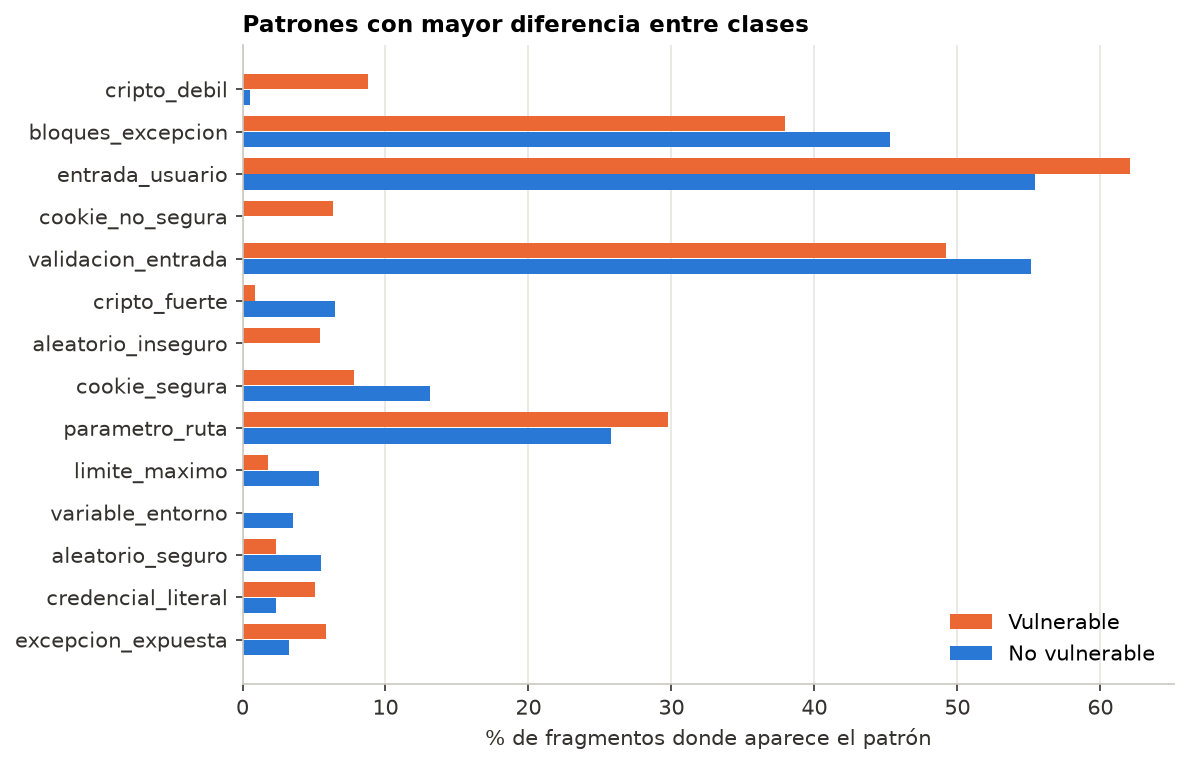 Patrones con mayor diferencia entre clases
cripto_debil
bloques_excepcion
entrada_usuario
cookie_no_segura
validacion_entrada
cripto_fuerte
aleatorio_inseguro
cookie_segura
parametro_ruta
limite_maximo
variable_entorno
aleatorio_seguro
credencial_literal
excepcion_expuesta
Vulnerable
No vulnerable
0 10 20 30 40 50 60
% de fragmentos donde aparece el patrón